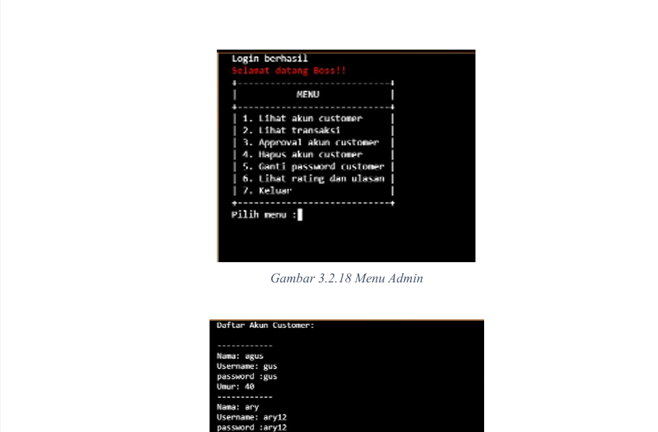 Login berhasil
Selamat datang Boss!!
MENU
1. Lihat akun customer
2. Lihat transaksi
3. Approval akun customer
4. Hapus akun customer
5. Ganti password customer
6. Lihat rating dan ulasan
7. Keluar
Pilih menu :
Gambar 3.2.18 Menu Admin
Daftar Akun Customer:
------------
Nama: agus
Username: gus
password :gus
Umur: 40
------------
Nama: ary
Username: ary12
password :ary12